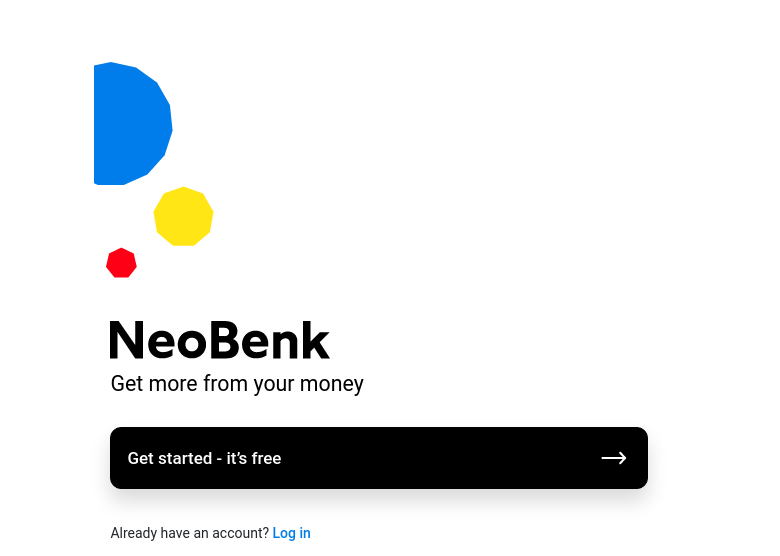 NeoBenk
Get more from your money
Get started - it’s free
Already have an account? Log in